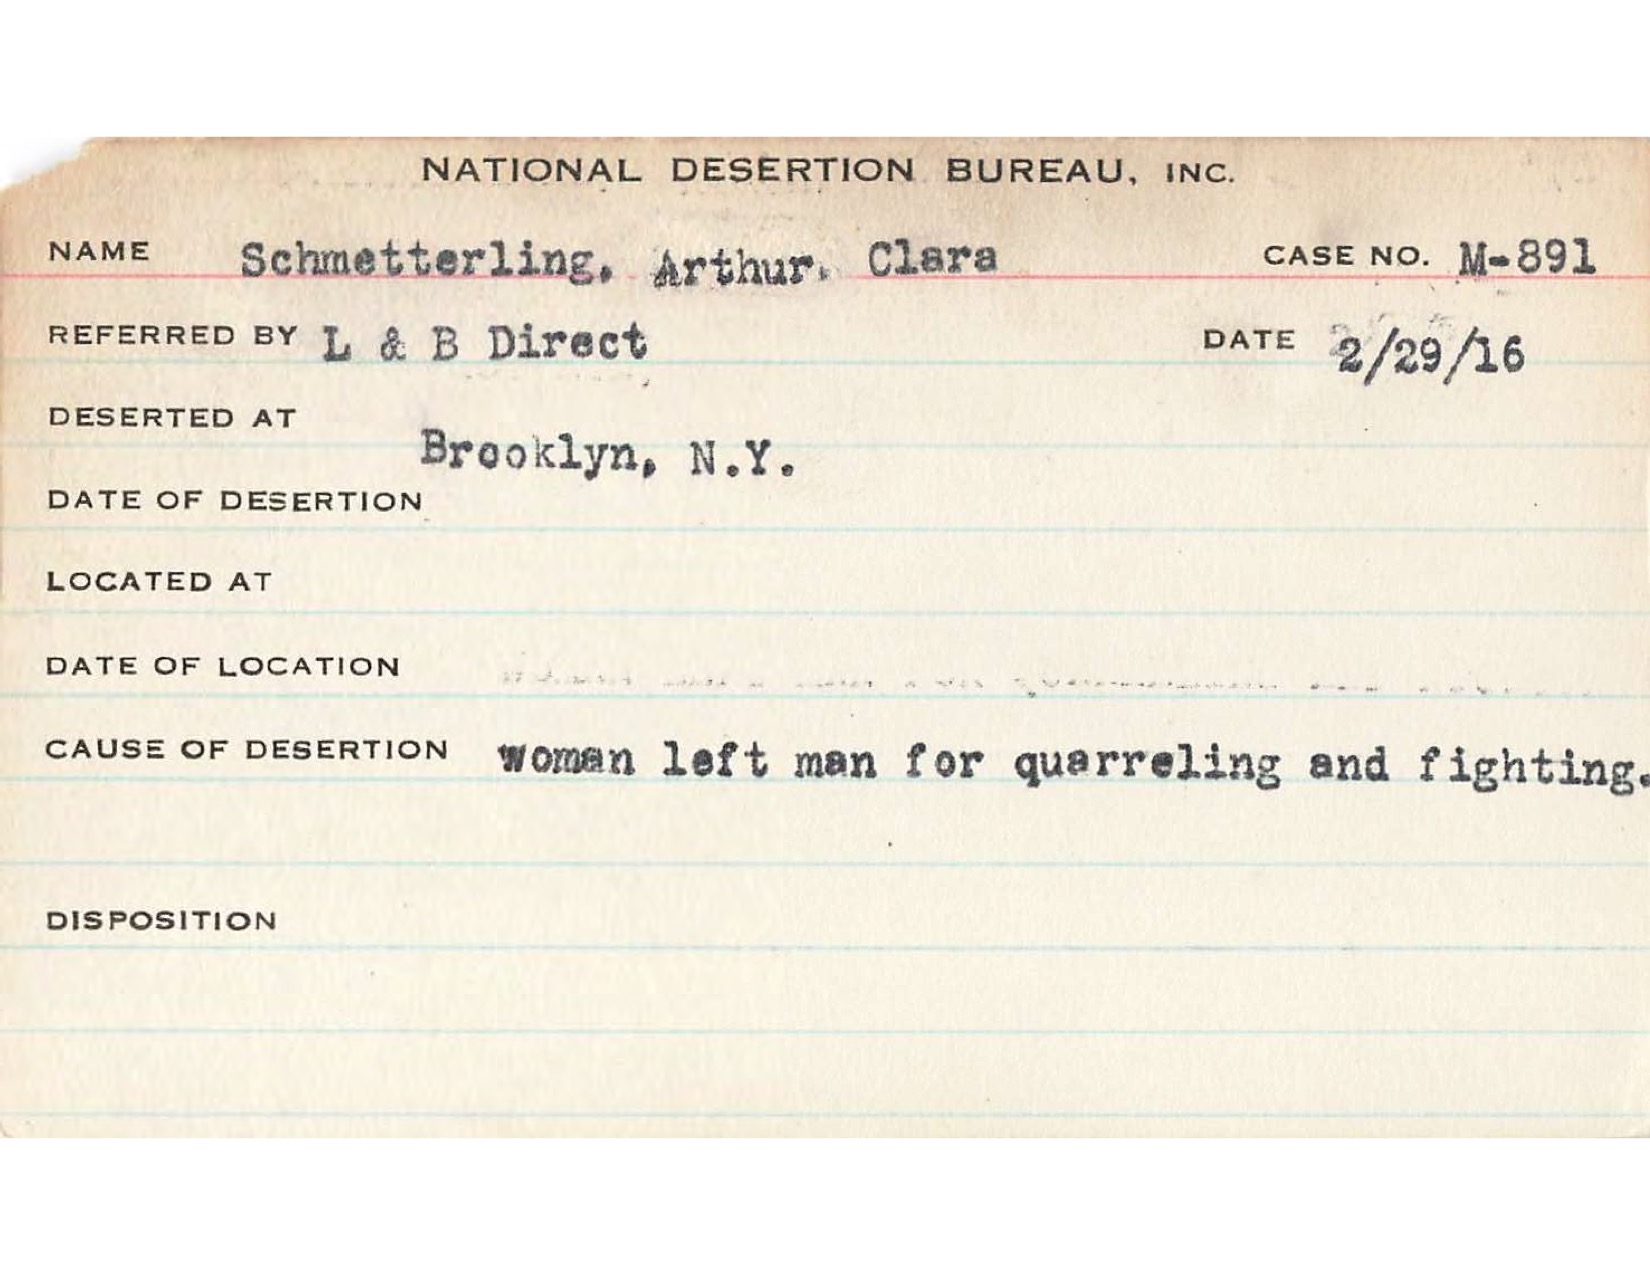 NATIONAL DESERTION BUREAU, INC.
NAME Schmetterling, Arthur, Clara CASE NO. M-891
REFERRED BY L & B Direct DATE 2/29/16
DESERTED AT
Brooklyn, N.Y.
DATE OF DESERTION
LOCATED AT
DATE OF LOCATION
CAUSE OF DESERTION woman left man for quarreling and fighting.
DISPOSITION